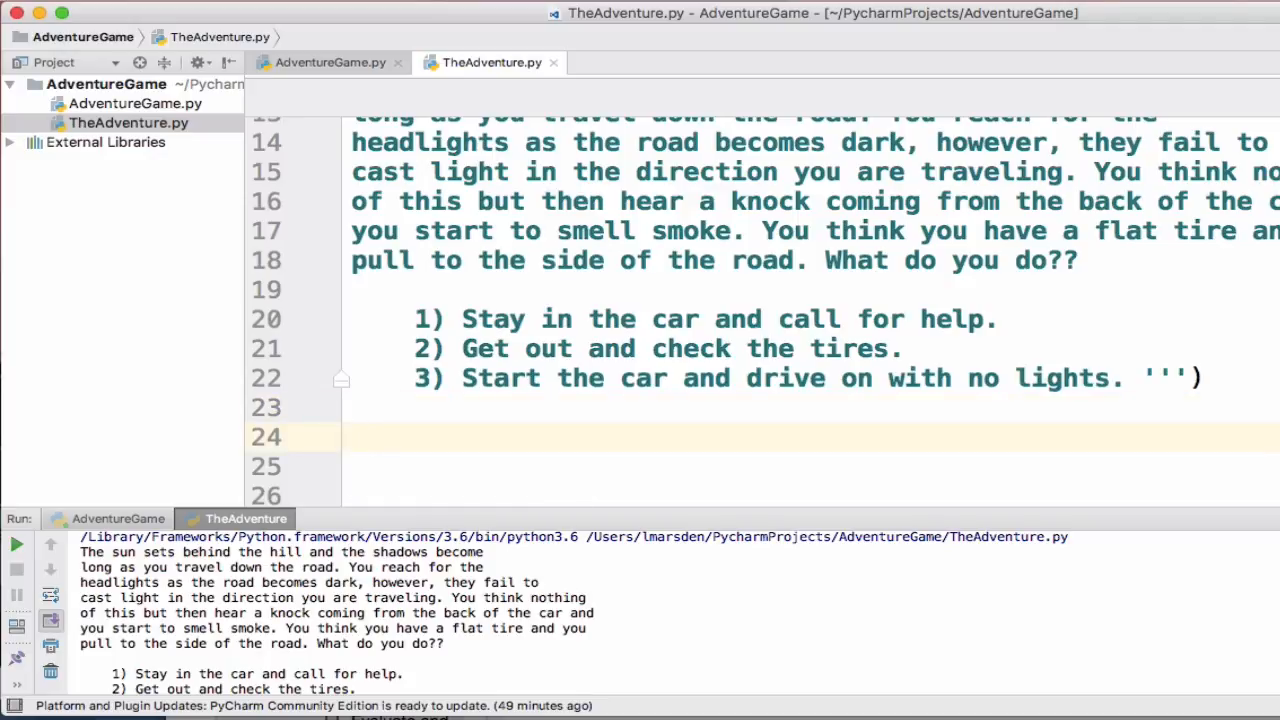 TheAdventure.py - AdventureGame - [~/PycharmProjects/AdventureGame]
AdventureGame TheAdventure.py
Project AdventureGame.py TheAdventure.py
AdventureGame ~/Pycharm
AdventureGame.py
TheAdventure.py
External Libraries
13 long as you travel down the road. You reach for the
14 headlights as the road becomes dark, however, they fail to
15 cast light in the direction you are traveling. You think no
16 of this but then hear a knock coming from the back of the c
17 you start to smell smoke. You think you have a flat tire an
18 pull to the side of the road. What do you do??
19
20 1) Stay in the car and call for help.
21 2) Get out and check the tires.
22 3) Start the car and drive on with no lights. ''')
23
24
25
26
Run: AdventureGame TheAdventure
/Library/Frameworks/Python.framework/Versions/3.6/bin/python3.6 /Users/lmarsden/PycharmProjects/AdventureGame/TheAdventure.py
The sun sets behind the hill and the shadows become
long as you travel down the road. You reach for the
headlights as the road becomes dark, however, they fail to
cast light in the direction you are traveling. You think nothing
of this but then hear a knock coming from the back of the car and
you start to smell smoke. You think you have a flat tire and you
pull to the side of the road. What do you do??
1) Stay in the car and call for help.
2) Get out and check the tires.
Platform and Plugin Updates: PyCharm Community Edition is ready to update. (49 minutes ago)